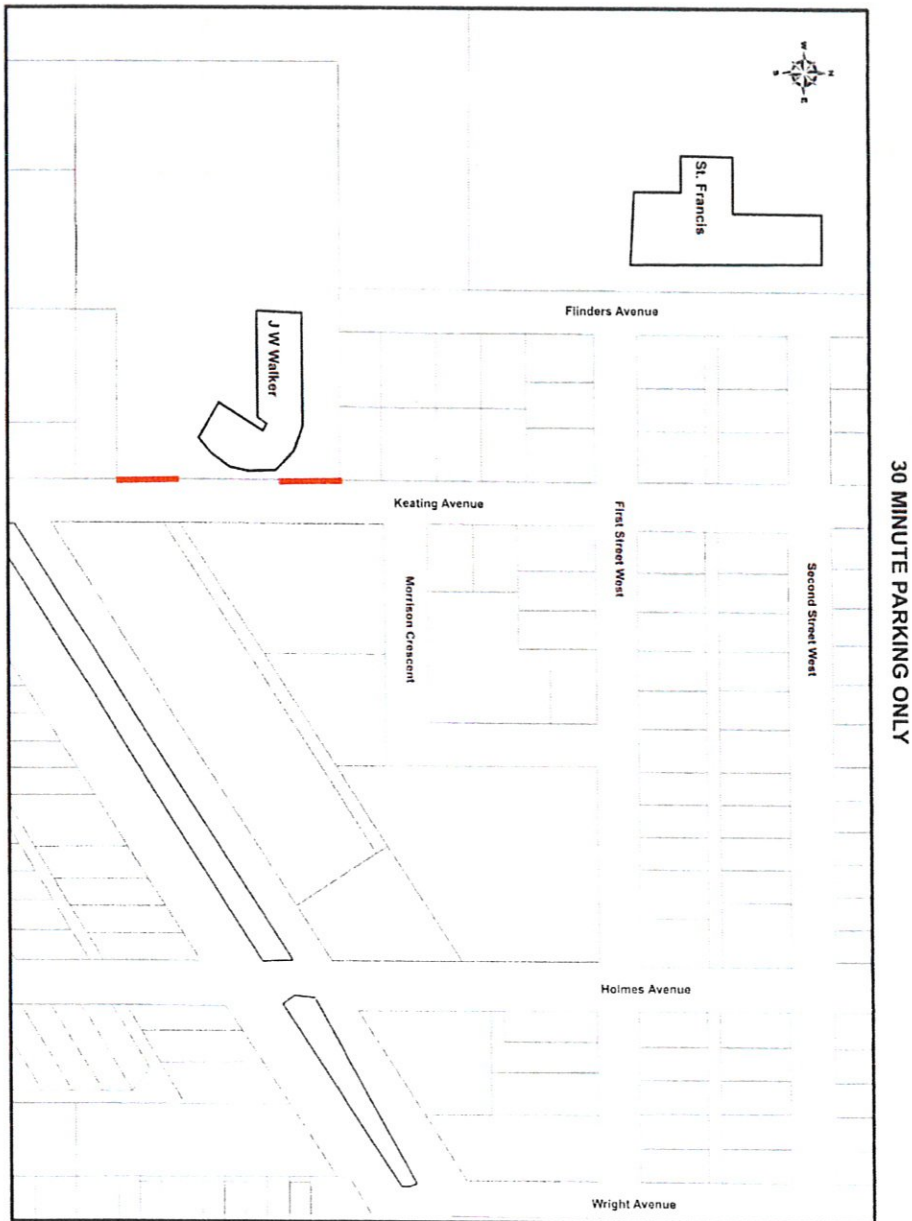 30 MINUTE PARKING ONLY
W
N
S
E
St. Francis
Flinders Avenue
J W Walker
Keating Avenue
First Street West
Second Street West
Morrison Crescent
Holmes Avenue
Wright Avenue